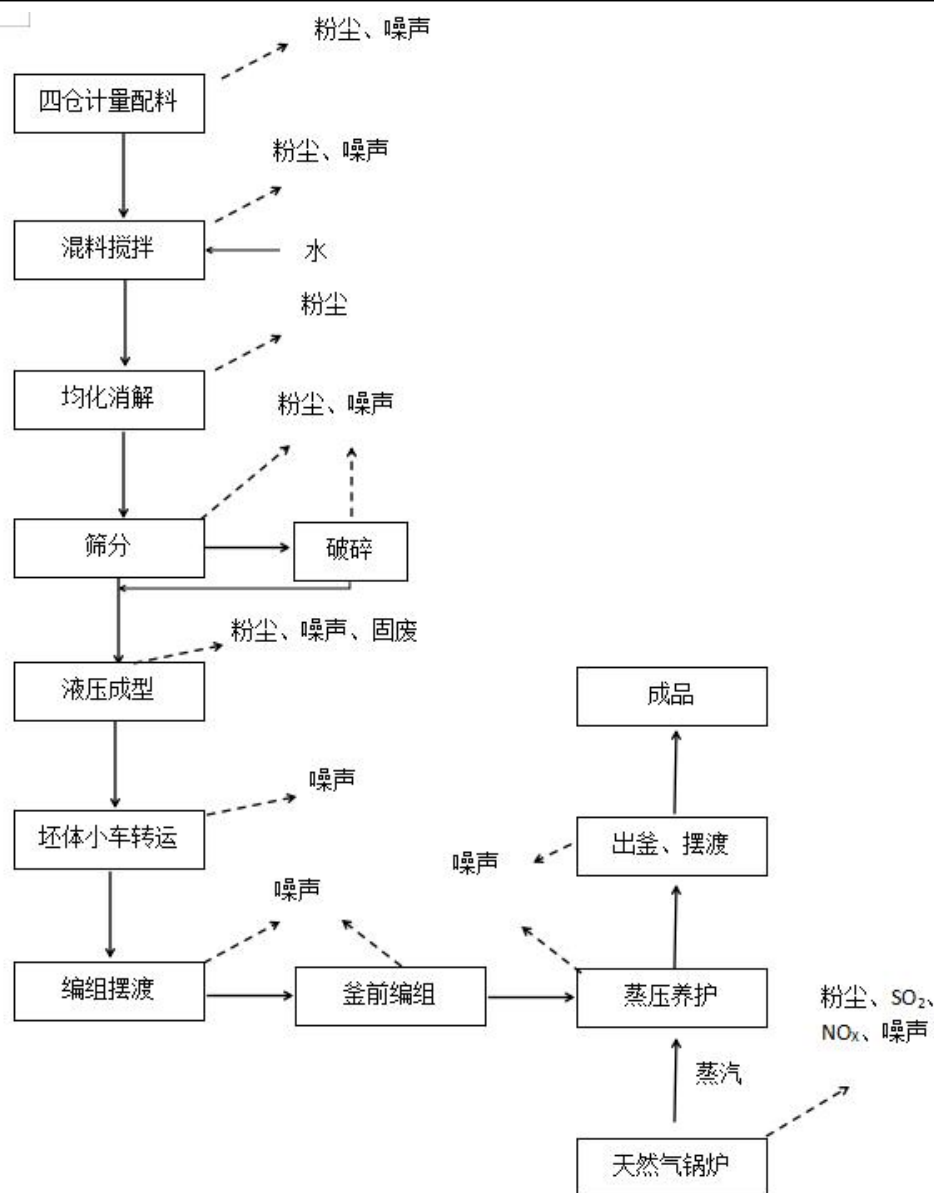 粉尘、噪声
四仓计量配料
粉尘、噪声
混料搅拌
水
粉尘
均化消解
粉尘、噪声
筛分
破碎
粉尘、噪声、固废
液压成型
成品
噪声
坯体小车转运
出釜、摆渡
噪声
噪声
编组摆渡
釜前编组
蒸压养护
粉尘、SO₂、
NOₓ、噪声
蒸汽
天然气锅炉